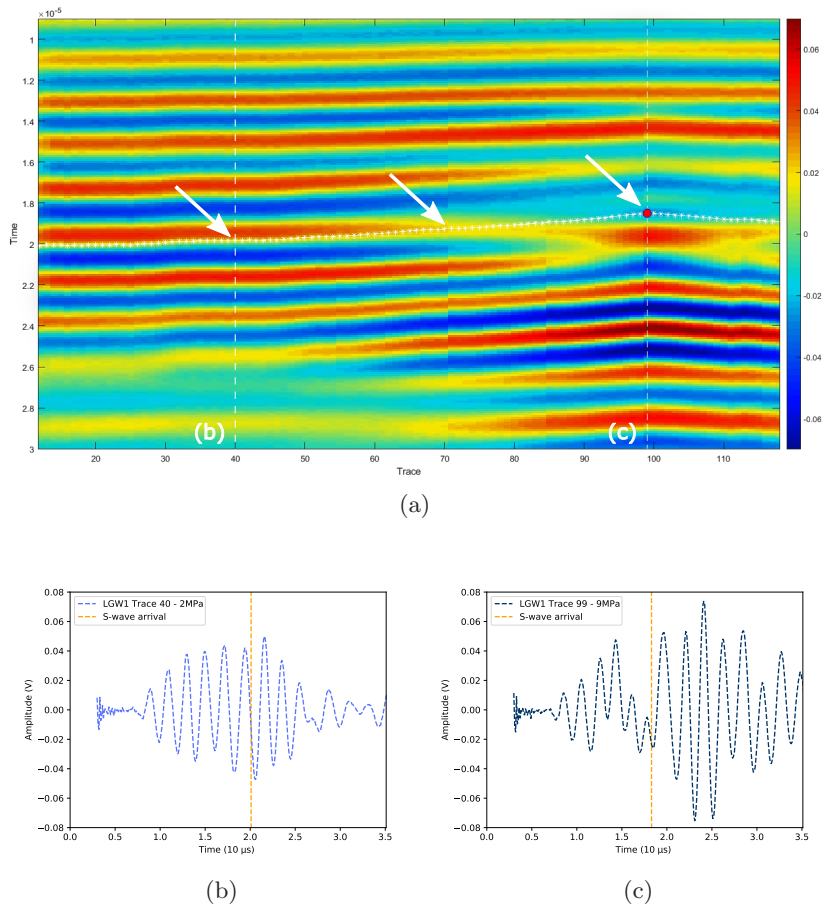 ×10⁻⁵
1
1.2
1.4
1.6
1.8
2
2.2
2.4
2.6
2.8
3
Time
20
30
40
50
60
70
80
90
100
110
Trace
0.06
0.04
0.02
0
-0.02
-0.04
-0.06
(b)
(c)
(a)
LGW1 Trace 40 - 2MPa
S-wave arrival
0.08
0.06
0.04
0.02
0.00
−0.02
−0.04
−0.06
−0.08
Amplitude (V)
0.0 0.5 1.0 1.5 2.0 2.5 3.0 3.5
Time (10 μs)
(b)
LGW1 Trace 99 - 9MPa
S-wave arrival
0.08
0.06
0.04
0.02
0.00
−0.02
−0.04
−0.06
−0.08
Amplitude (V)
0.0 0.5 1.0 1.5 2.0 2.5 3.0 3.5
Time (10 μs)
(c)